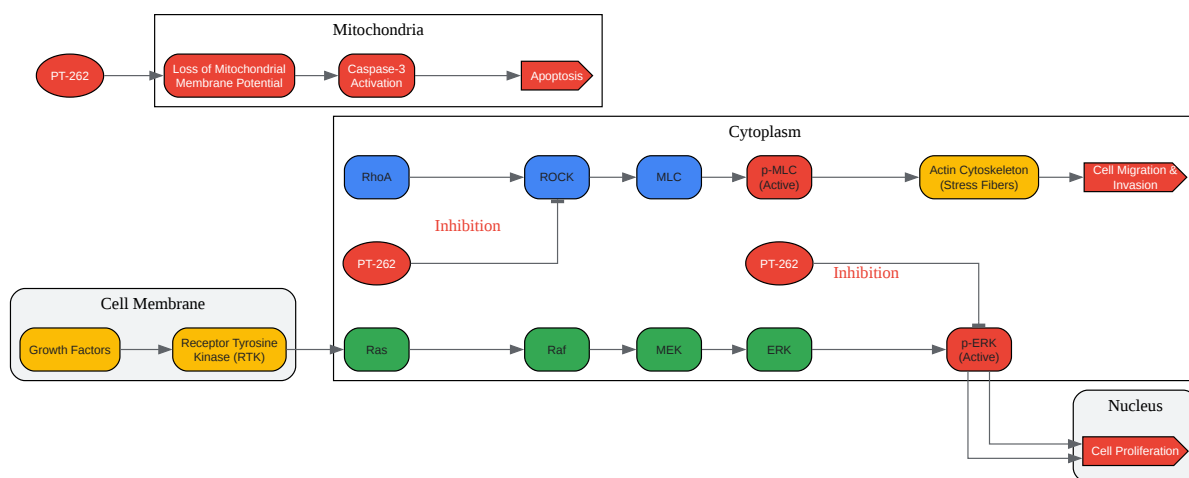 Mitochondria
PT-262
Loss of Mitochondrial
Membrane Potential
Caspase-3
Activation
Apoptosis
Cytoplasm
RhoA
ROCK
MLC
p-MLC
(Active)
Actin Cytoskeleton
(Stress Fibers)
Cell Migration &
Invasion
Inhibition
PT-262
PT-262
Inhibition
Cell Membrane
Growth Factors
Receptor Tyrosine
Kinase (RTK)
Ras
Raf
MEK
ERK
p-ERK
(Active)
Nucleus
Cell Proliferation